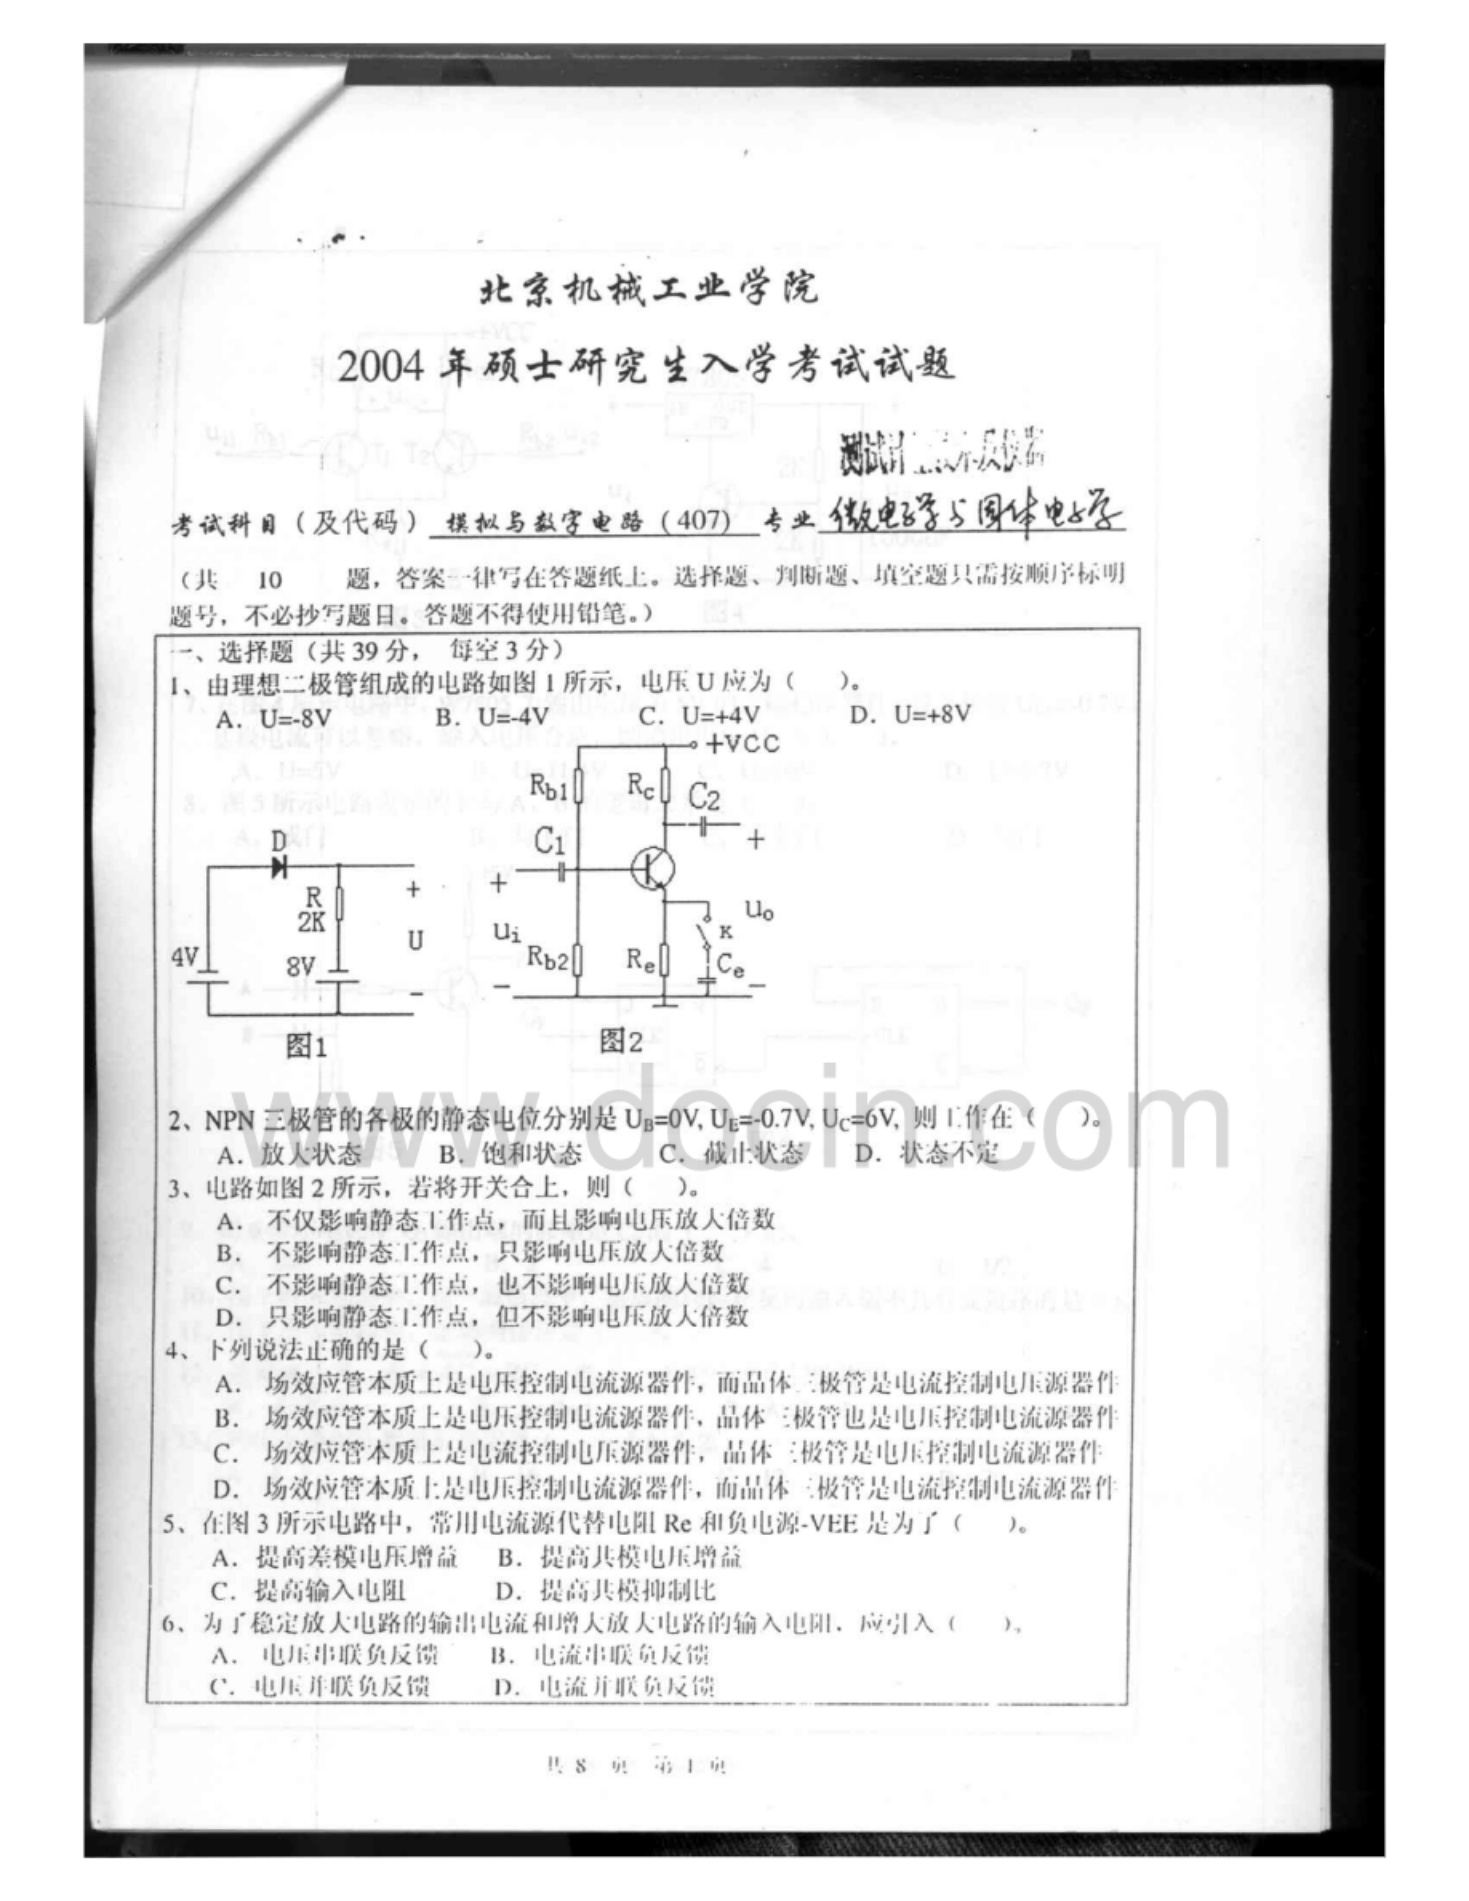 北京机械工业学院
2004年硕士研究生入学考试试题
考试科目（及代码） 模拟与数字电路（407） 专业 微电子学与固体电子学
（共 10 题，答案一律写在答题纸上。选择题、判断题、填空题只需按顺序标明
题号，不必抄写题目。答题不得使用铅笔。）
一、选择题（共39分， 每空3分）
1、由理想二极管组成的电路如图1所示，电压U应为（ ）。
A．U=-8V B．U=-4V C．U=+4V D．U=+8V
+VCC
Rb1 Rc C2
D C1 +
R 2K + U + ui uo
4V 8V Rb2 Re K Ce
- - -
图1 图2
www.docin.com
2、NPN三极管的各极的静态电位分别是UB=0V, UE=-0.7V, UC=6V, 则工作在（ ）。
A．放大状态 B．饱和状态 C．截止状态 D．状态不定
3、电路如图2所示，若将开关合上，则（ ）。
A． 不仅影响静态工作点，而且影响电压放大倍数
B． 不影响静态工作点，只影响电压放大倍数
C． 不影响静态工作点，也不影响电压放大倍数
D． 只影响静态工作点，但不影响电压放大倍数
4、下列说法正确的是（ ）。
A． 场效应管本质上是电压控制电流源器件，而晶体三极管是电流控制电压源器件
B． 场效应管本质上是电压控制电流源器件，晶体三极管也是电压控制电流源器件
C． 场效应管本质上是电流控制电压源器件，晶体三极管是电压控制电流源器件
D． 场效应管本质上是电压控制电流源器件，而晶体三极管是电流控制电流源器件
5、在图3所示电路中，常用电流源代替电阻Re和负电源-VEE是为了（ ）。
A．提高差模电压增益 B．提高共模电压增益
C．提高输入电阻 D．提高共模抑制比
6、为了稳定放大电路的输出电流和增大放大电路的输入电阻，应引入（ ）。
A． 电压串联负反馈 B．电流串联负反馈
C．电压并联负反馈 D．电流并联负反馈
共 8 页 第 1 页